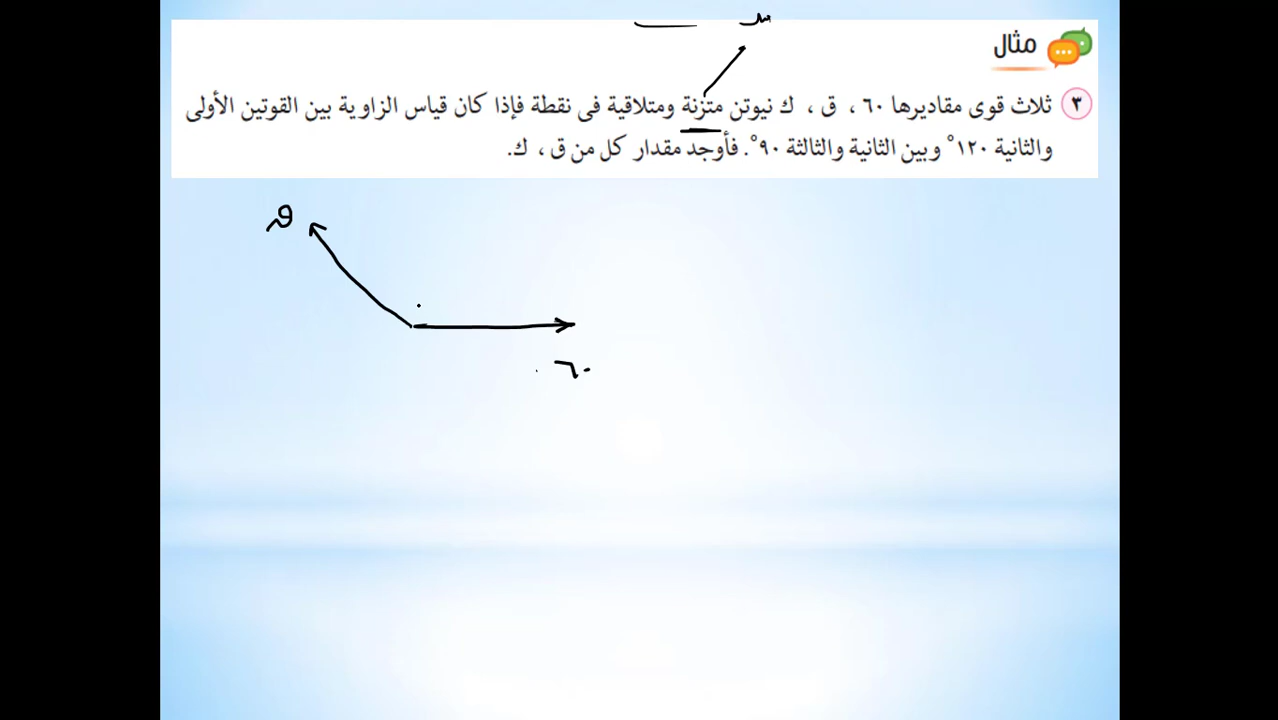 مثال
٣ ثلاث قوى مقاديرها ٦٠ ، ق ، ك نيوتن متزنة ومتلاقية فى نقطة فإذا كان قياس الزاوية بين القوتين الأولى
والثانية ١٢٠° وبين الثانية والثالثة ٩٠°. فأوجد مقدار كل من ق ، ك.
ق
٦٠